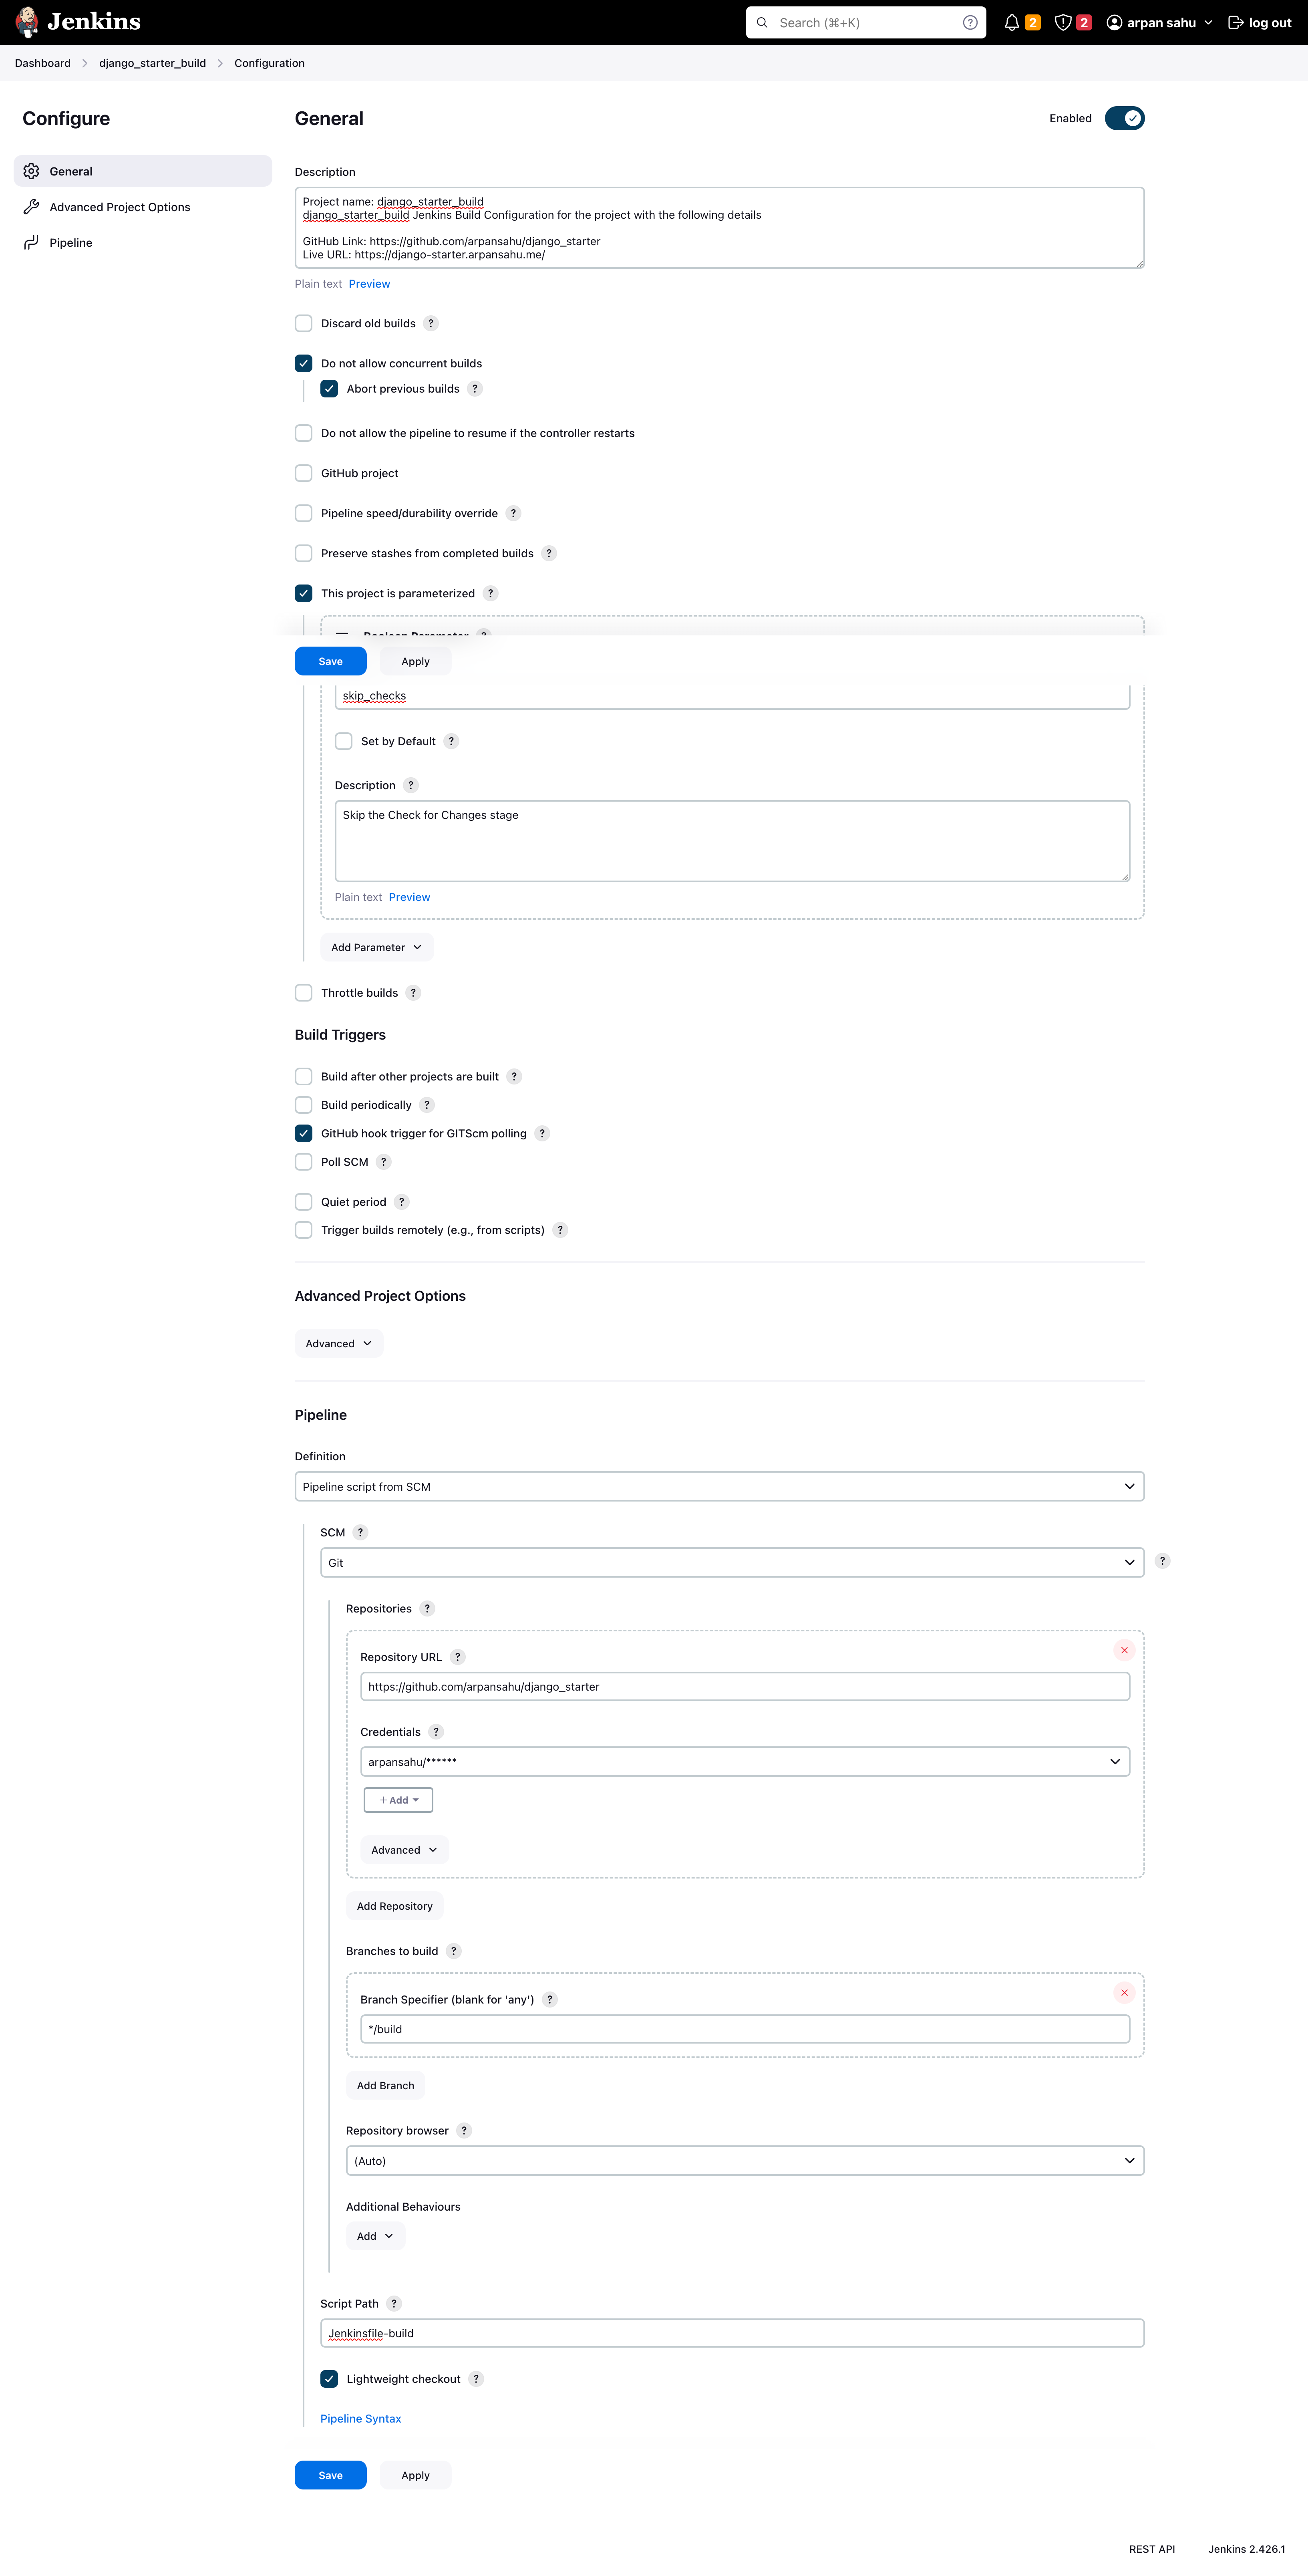 Jenkins
Search (⌘+K)
?
2
2
arpan sahu
log out
Dashboard > django_starter_build > Configuration
Configure
General
Advanced Project Options
Pipeline
General
Enabled
Description
Project name: django_starter_build
django_starter_build Jenkins Build Configuration for the project with the following details
GitHub Link: https://github.com/arpansahu/django_starter
Live URL: https://django-starter.arpansahu.me/
Plain text Preview
Discard old builds ?
Do not allow concurrent builds
Abort previous builds ?
Do not allow the pipeline to resume if the controller restarts
GitHub project
Pipeline speed/durability override ?
Preserve stashes from completed builds ?
This project is parameterized ?
Boolean Parameter ?
Save Apply
skip_checks
Set by Default ?
Description ?
Skip the Check for Changes stage
Plain text Preview
Add Parameter
Throttle builds ?
Build Triggers
Build after other projects are built ?
Build periodically ?
GitHub hook trigger for GITScm polling ?
Poll SCM ?
Quiet period ?
Trigger builds remotely (e.g., from scripts) ?
Advanced Project Options
Advanced
Pipeline
Definition
Pipeline script from SCM
SCM ?
Git
?
Repositories ?
Repository URL ?
https://github.com/arpansahu/django_starter
Credentials ?
arpansahu/******
+ Add
Advanced
Add Repository
Branches to build ?
Branch Specifier (blank for 'any') ?
*/build
Add Branch
Repository browser ?
(Auto)
Additional Behaviours
Add
Script Path ?
Jenkinsfile-build
Lightweight checkout ?
Pipeline Syntax
Save Apply
REST API Jenkins 2.426.1